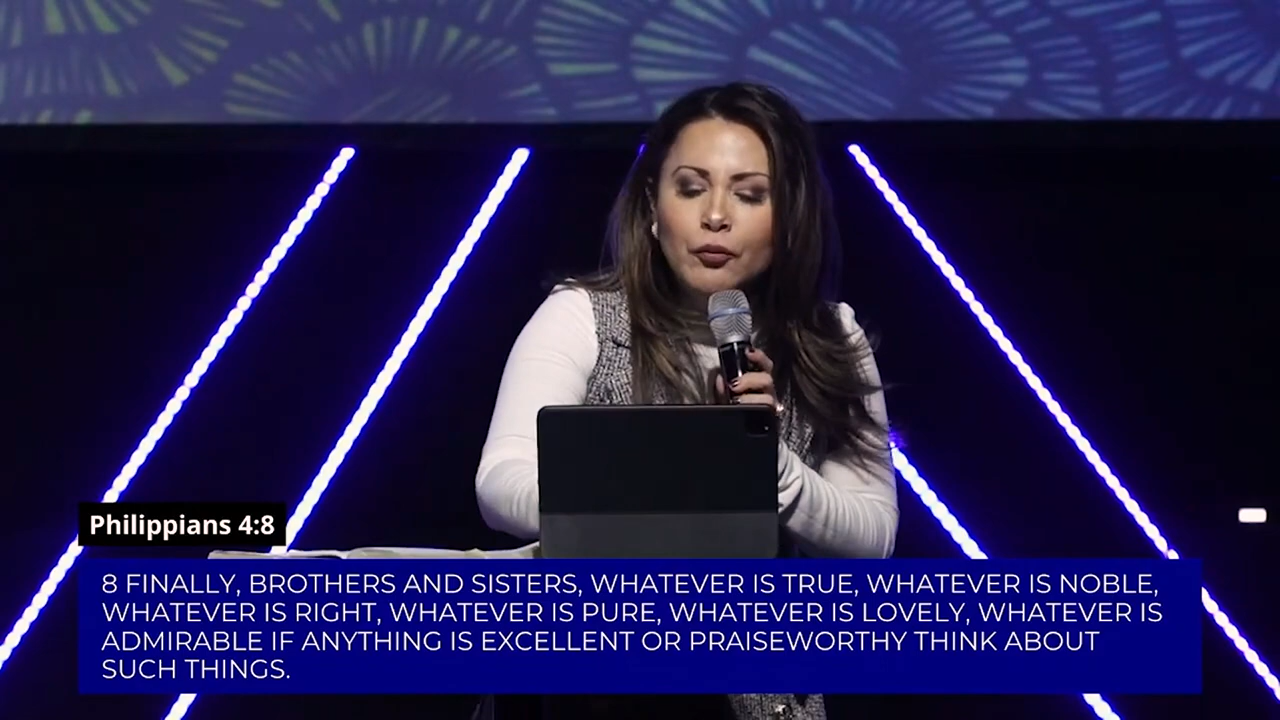 Philippians 4:8
8 FINALLY, BROTHERS AND SISTERS, WHATEVER IS TRUE, WHATEVER IS NOBLE,
WHATEVER IS RIGHT, WHATEVER IS PURE, WHATEVER IS LOVELY, WHATEVER IS
ADMIRABLE IF ANYTHING IS EXCELLENT OR PRAISEWORTHY THINK ABOUT
SUCH THINGS.